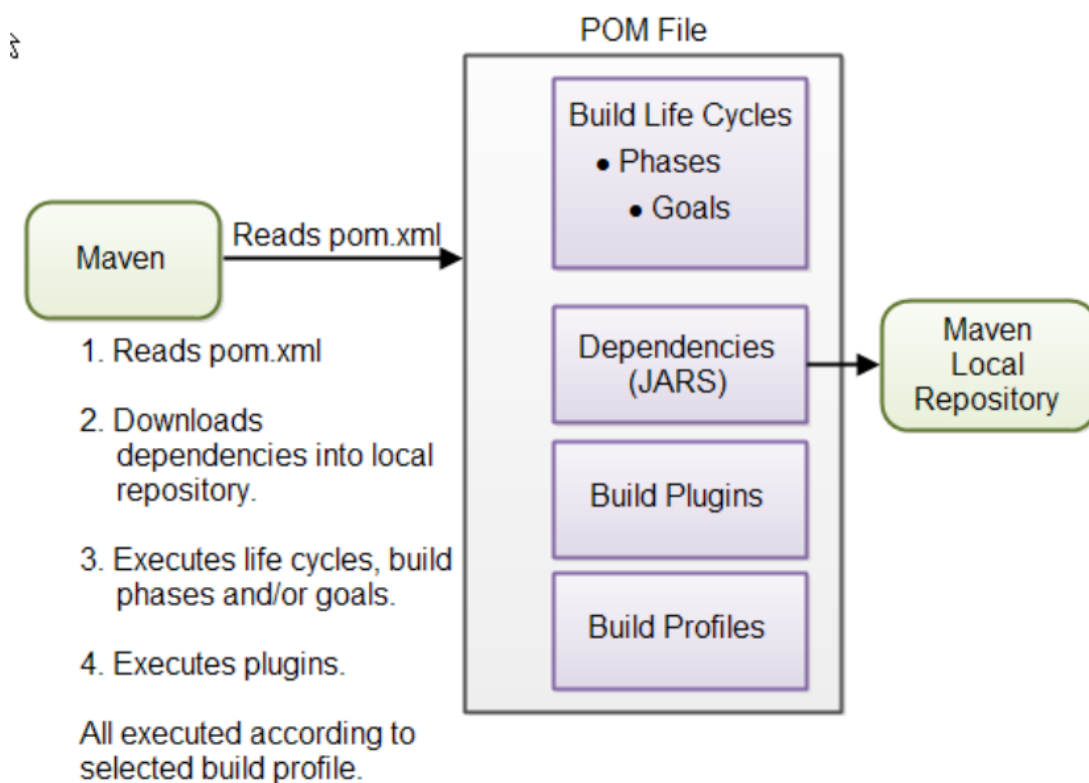 POM File
Build Life Cycles
• Phases
• Goals
Maven
Reads pom.xml
Dependencies
(JARS)
Maven
Local
Repository
Build Plugins
Build Profiles
1. Reads pom.xml
2. Downloads
dependencies into local
repository.
3. Executes life cycles, build
phases and/or goals.
4. Executes plugins.
All executed according to
selected build profile.